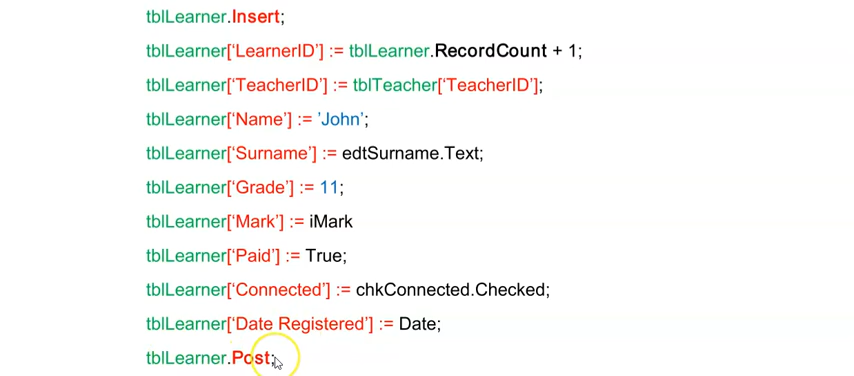 tblLearner.Insert;
tblLearner[‘LearnerID’] := tblLearner.RecordCount + 1;
tblLearner[‘TeacherID’] := tblTeacher[‘TeacherID’];
tblLearner[‘Name’] := ’John’;
tblLearner[‘Surname’] := edtSurname.Text;
tblLearner[‘Grade’] := 11;
tblLearner[‘Mark’] := iMark
tblLearner[‘Paid’] := True;
tblLearner[‘Connected’] := chkConnected.Checked;
tblLearner[‘Date Registered’] := Date;
tblLearner.Post;